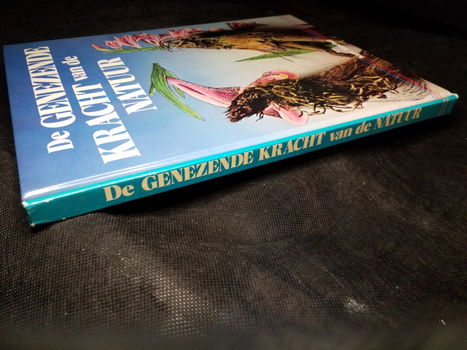 De GENEZENDE
KRACHT van de
NATUUR
De GENEZENDE KRACHT van de NATUUR